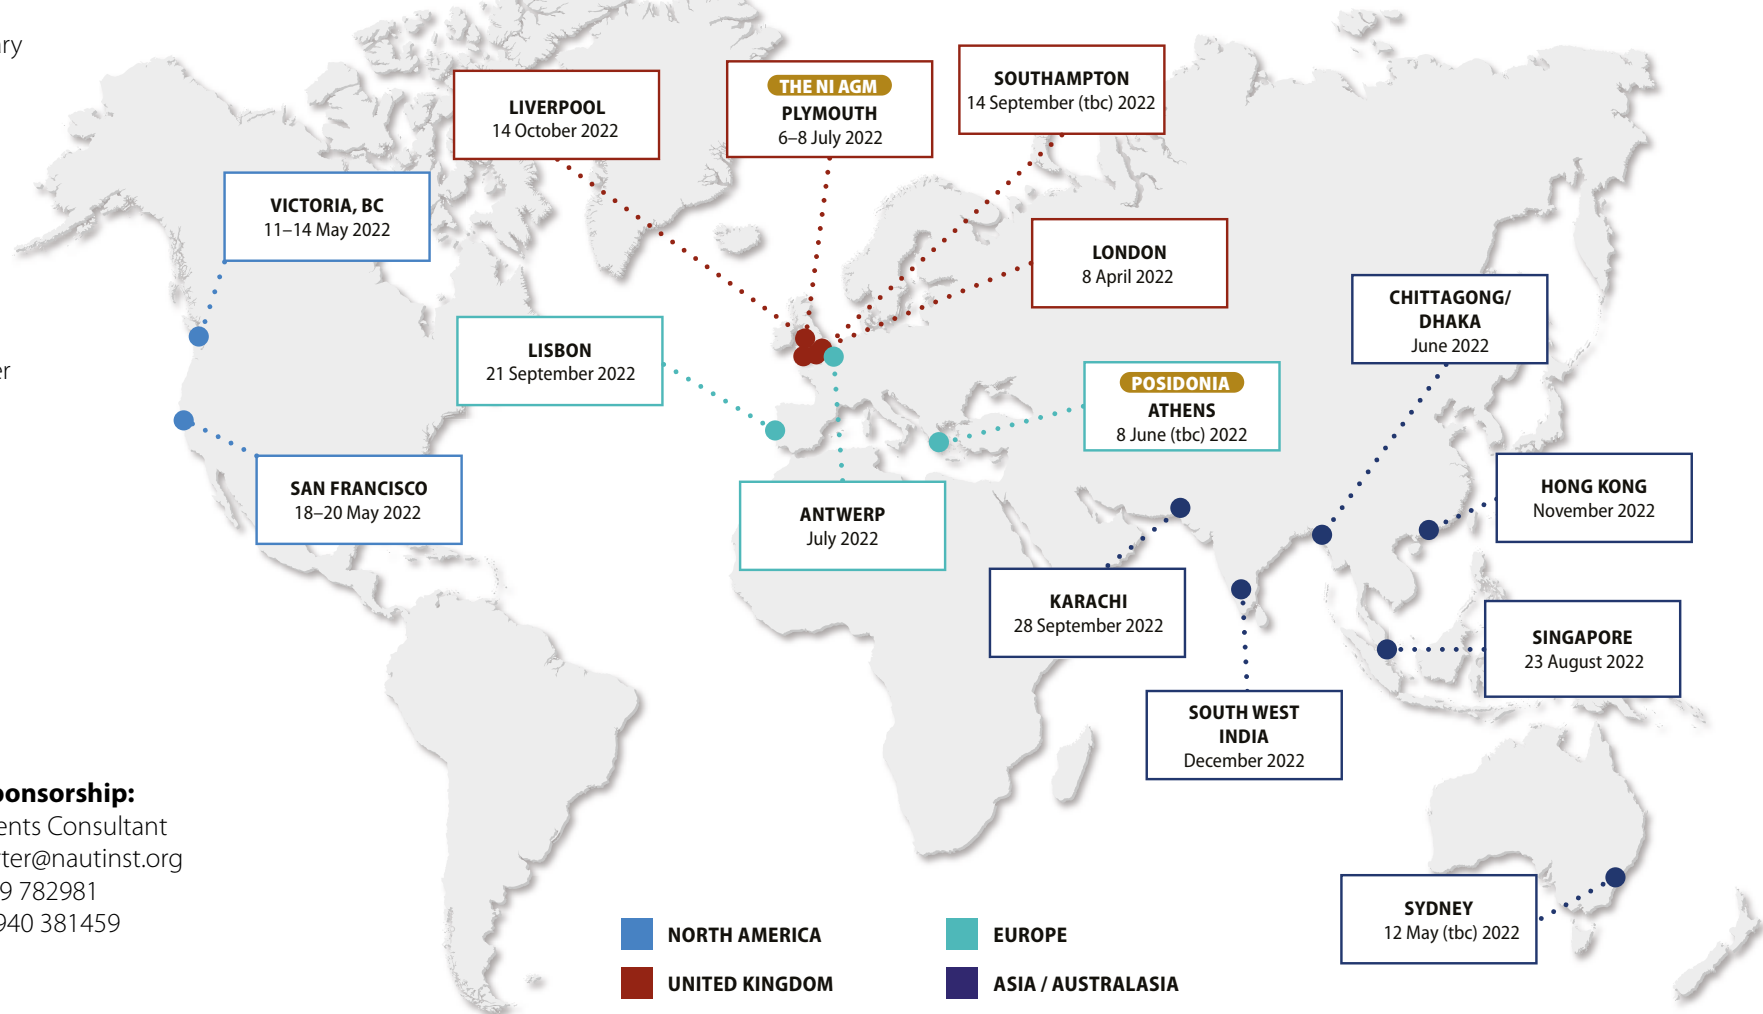 LIVERPOOL
14 October 2022
THE NI AGM
PLYMOUTH
6–8 July 2022
SOUTHAMPTON
14 September (tbc) 2022
VICTORIA, BC
11–14 May 2022
LONDON
8 April 2022
CHITTAGONG/
DHAKA
June 2022
LISBON
21 September 2022
POSIDONIA
ATHENS
8 June (tbc) 2022
SAN FRANCISCO
18–20 May 2022
ANTWERP
July 2022
HONG KONG
November 2022
KARACHI
28 September 2022
SINGAPORE
23 August 2022
SOUTH WEST
INDIA
December 2022
SYDNEY
12 May (tbc) 2022
ponsorship:
ents Consultant
ter@nautinst.org
9 782981
940 381459
NORTH AMERICA
EUROPE
UNITED KINGDOM
ASIA / AUSTRALASIA